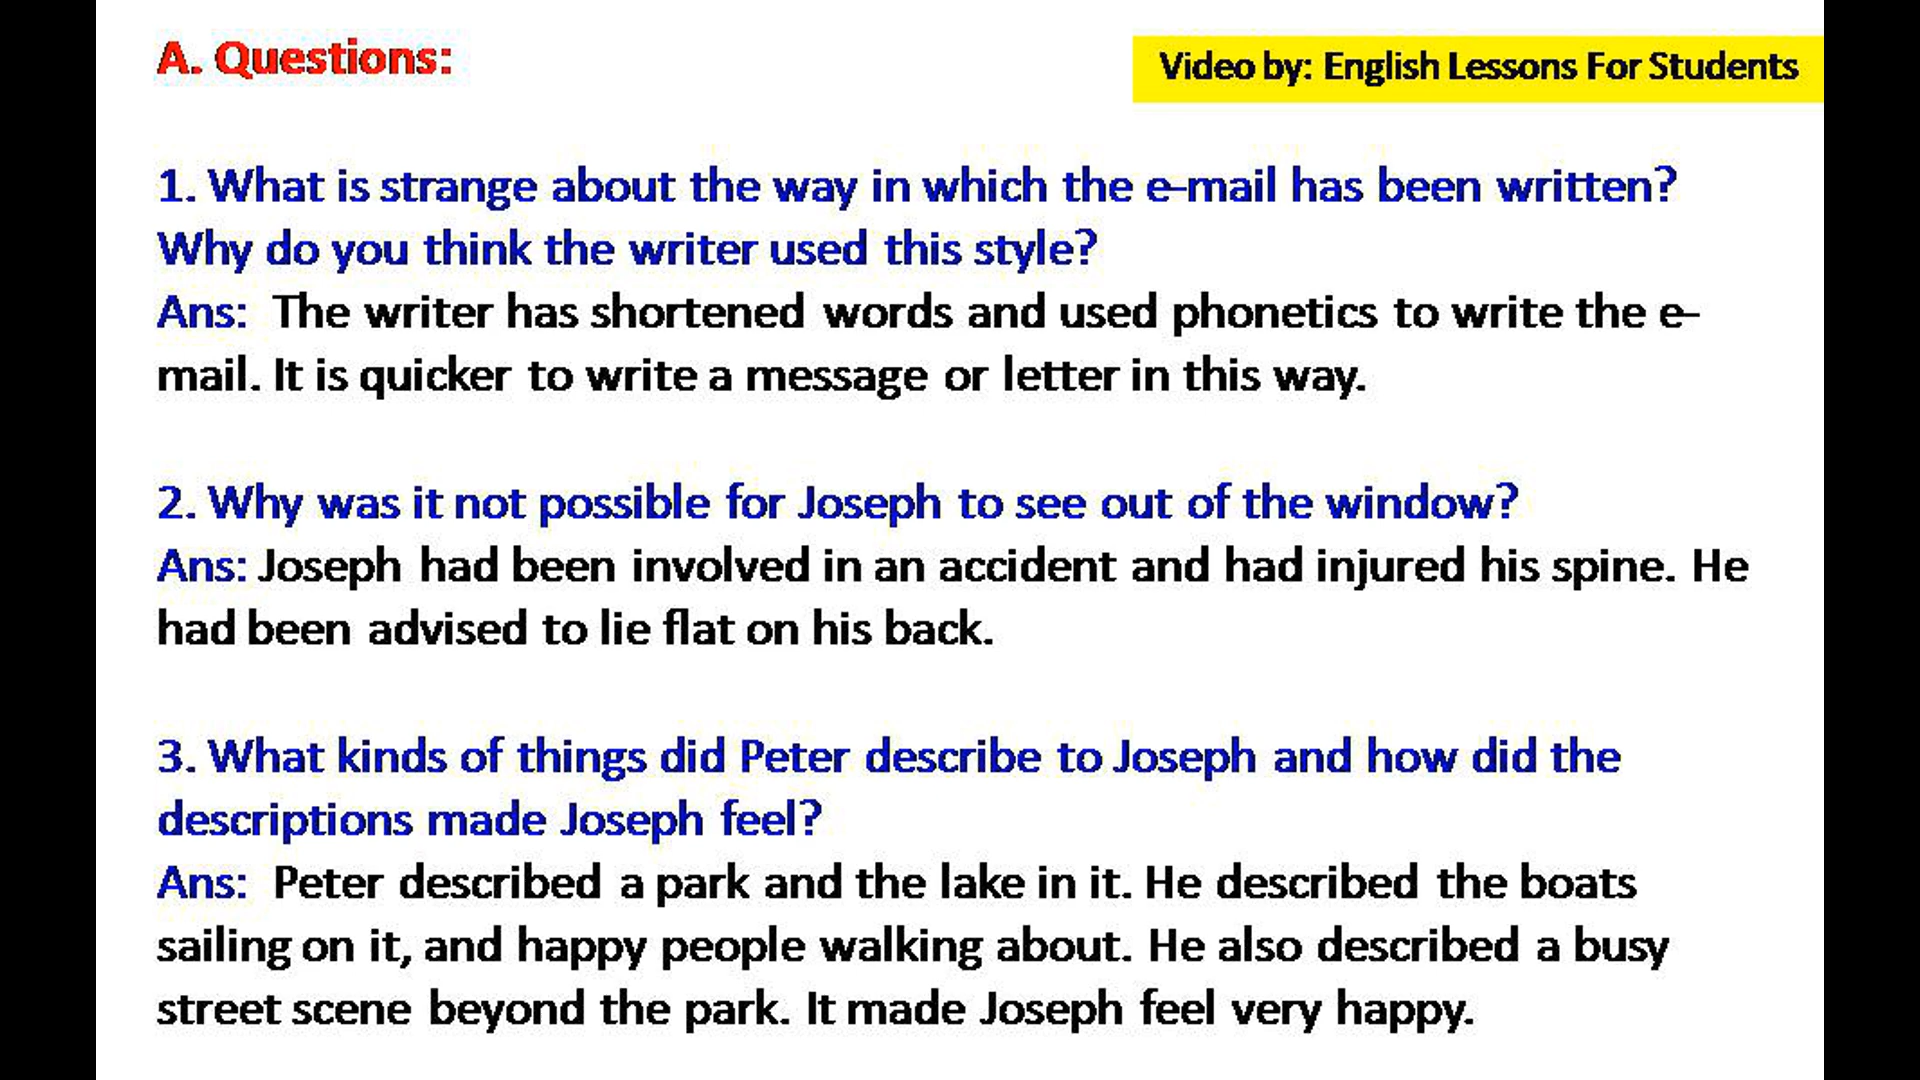 A. Questions:
Video by: English Lessons For Students
1. What is strange about the way in which the e-mail has been written?
Why do you think the writer used this style?
Ans: The writer has shortened words and used phonetics to write the e-
mail. It is quicker to write a message or letter in this way.
2. Why was it not possible for Joseph to see out of the window?
Ans: Joseph had been involved in an accident and had injured his spine. He
had been advised to lie flat on his back.
3. What kinds of things did Peter describe to Joseph and how did the
descriptions made Joseph feel?
Ans: Peter described a park and the lake in it. He described the boats
sailing on it, and happy people walking about. He also described a busy
street scene beyond the park. It made Joseph feel very happy.